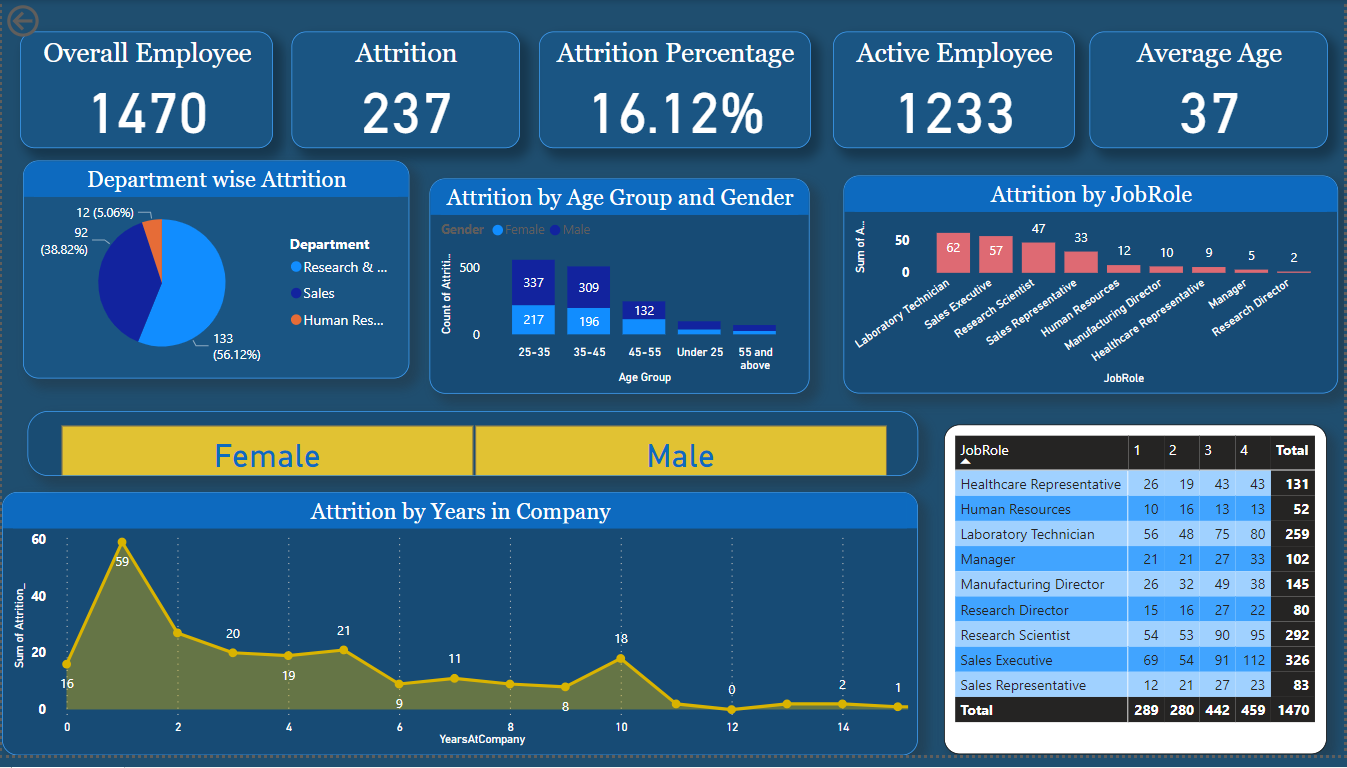 Overall Employee
1470
Attrition
237
Attrition Percentage
16.12%
Active Employee
1233
Average Age
37
Department wise Attrition
12 (5.06%)
92
(38.82%)
133
(56.12%)
Department
Research & ...
Sales
Human Res...
Attrition by Age Group and Gender
Gender Female Male
Count of Attriti...
500
0
337
217
309
196
132
25-35 35-45 45-55 Under 25 55 and above
Age Group
Attrition by JobRole
Sum of A...
50
0
62 57 47 33 12 10 9 5 2
Laboratory Technician
Sales Executive
Research Scientist
Sales Representative
Human Resources
Manufacturing Director
Healthcare Representative
Manager
Research Director
JobRole
Female Male
Attrition by Years in Company
Sum of Attrition_
60
40
20
0
16 59 20 19 21 9 11 8 18 0 2 1
0 2 4 6 8 10 12 14
YearsAtCompany
JobRole 1 2 3 4 Total
Healthcare Representative 26 19 43 43 131
Human Resources 10 16 13 13 52
Laboratory Technician 56 48 75 80 259
Manager 21 21 27 33 102
Manufacturing Director 26 32 49 38 145
Research Director 15 16 27 22 80
Research Scientist 54 53 90 95 292
Sales Executive 69 54 91 112 326
Sales Representative 12 21 27 23 83
Total 289 280 442 459 1470